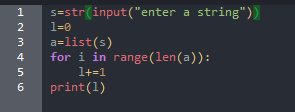 1 s=str(input("enter a string"))
2 l=0
3 a=list(s)
4 for i in range(len(a)):
5     l+=1
6 print(l)